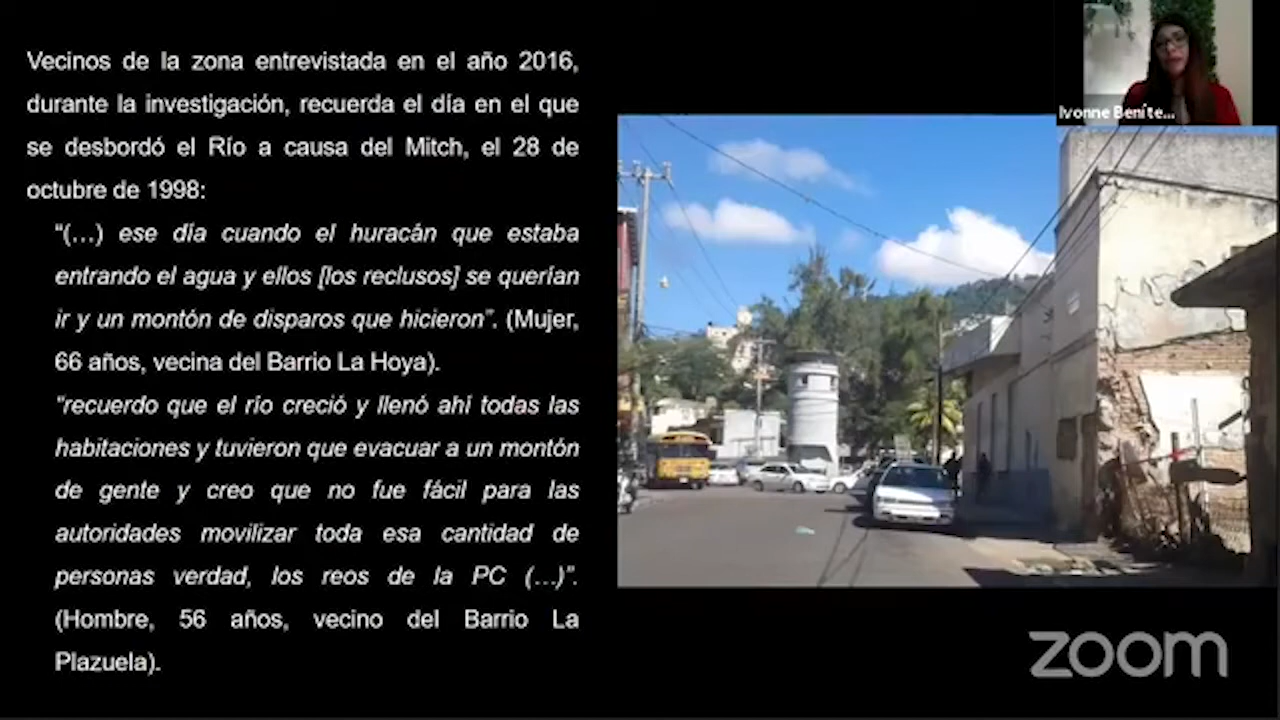 Vecinos de la zona entrevistada en el año 2016,
durante la investigación, recuerda el día en el que
se desbordó el Río a causa del Mitch, el 28 de
octubre de 1998:
“(…) ese día cuando el huracán que estaba
entrando el agua y ellos [los reclusos] se querían
ir y un montón de disparos que hicieron”. (Mujer,
66 años, vecina del Barrio La Hoya).
“recuerdo que el río creció y llenó ahí todas las
habitaciones y tuvieron que evacuar a un montón
de gente y creo que no fue fácil para las
autoridades movilizar toda esa cantidad de
personas verdad, los reos de la PC (…)”.
(Hombre, 56 años, vecino del Barrio La
Plazuela).
Ivonne Beníte...
zoom